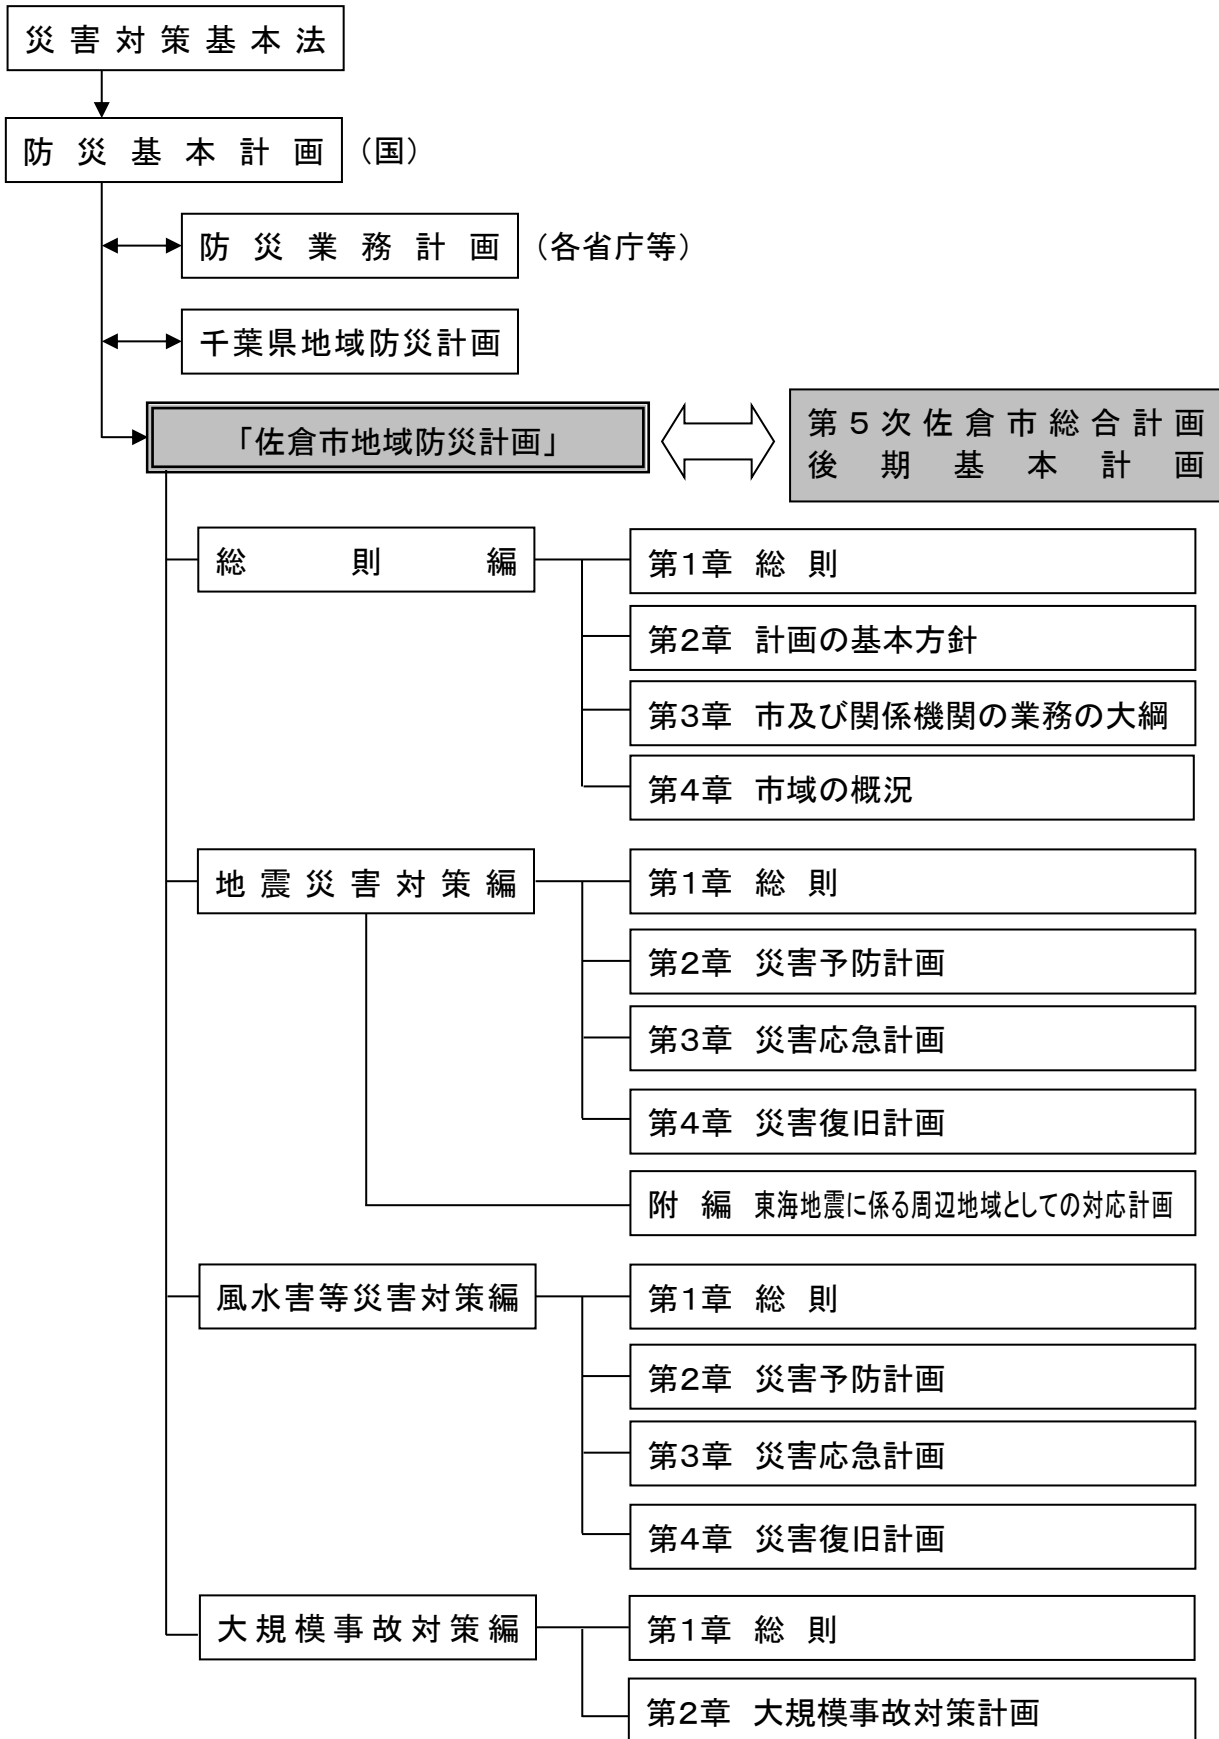 災害対策基本法
防災基本計画（国）
防災業務計画（各省庁等）
千葉県地域防災計画
「佐倉市地域防災計画」
第５次佐倉市総合計画
後期基本計画
総則編
第1章 総則
第2章 計画の基本方針
第3章 市及び関係機関の業務の大綱
第4章 市域の概況
地震災害対策編
第1章 総則
第2章 災害予防計画
第3章 災害応急計画
第4章 災害復旧計画
附編 東海地震に係る周辺地域としての対応計画
風水害等災害対策編
第1章 総則
第2章 災害予防計画
第3章 災害応急計画
第4章 災害復旧計画
大規模事故対策編
第1章 総則
第2章 大規模事故対策計画